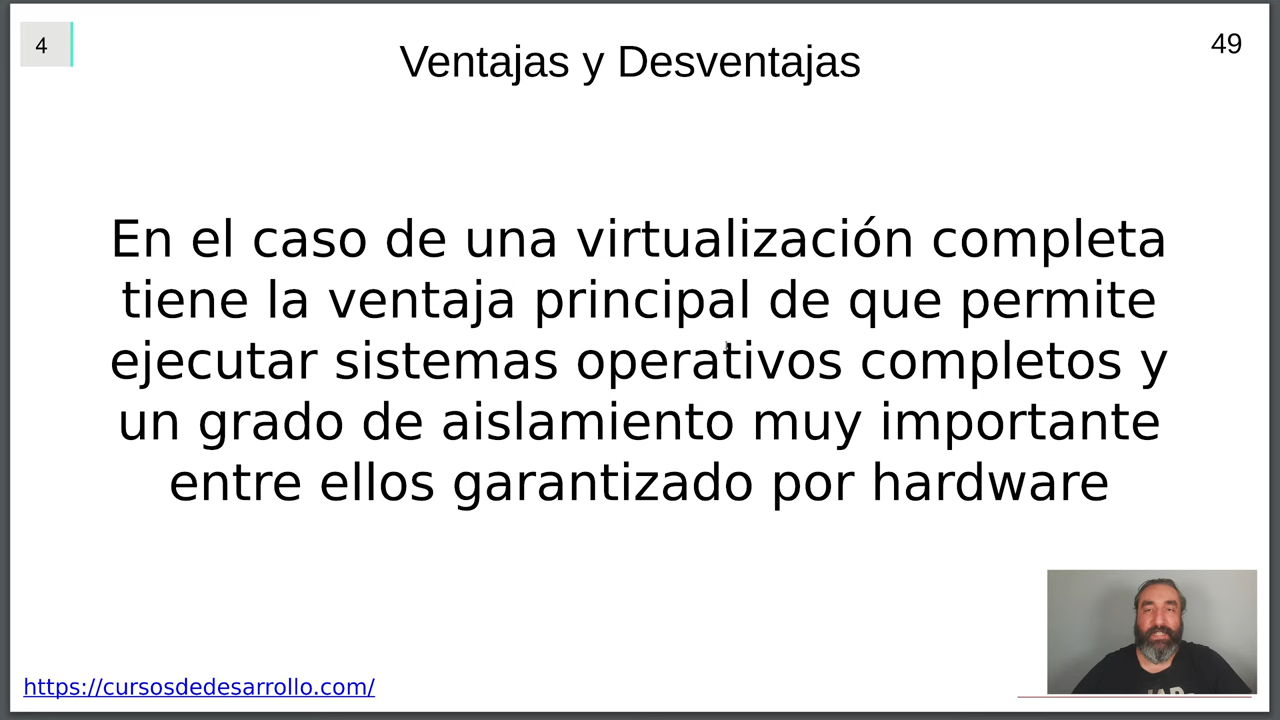 4
Ventajas y Desventajas
49
En el caso de una virtualización completa
tiene la ventaja principal de que permite
ejecutar sistemas operativos completos y
un grado de aislamiento muy importante
entre ellos garantizado por hardware
https://cursosdedesarrollo.com/